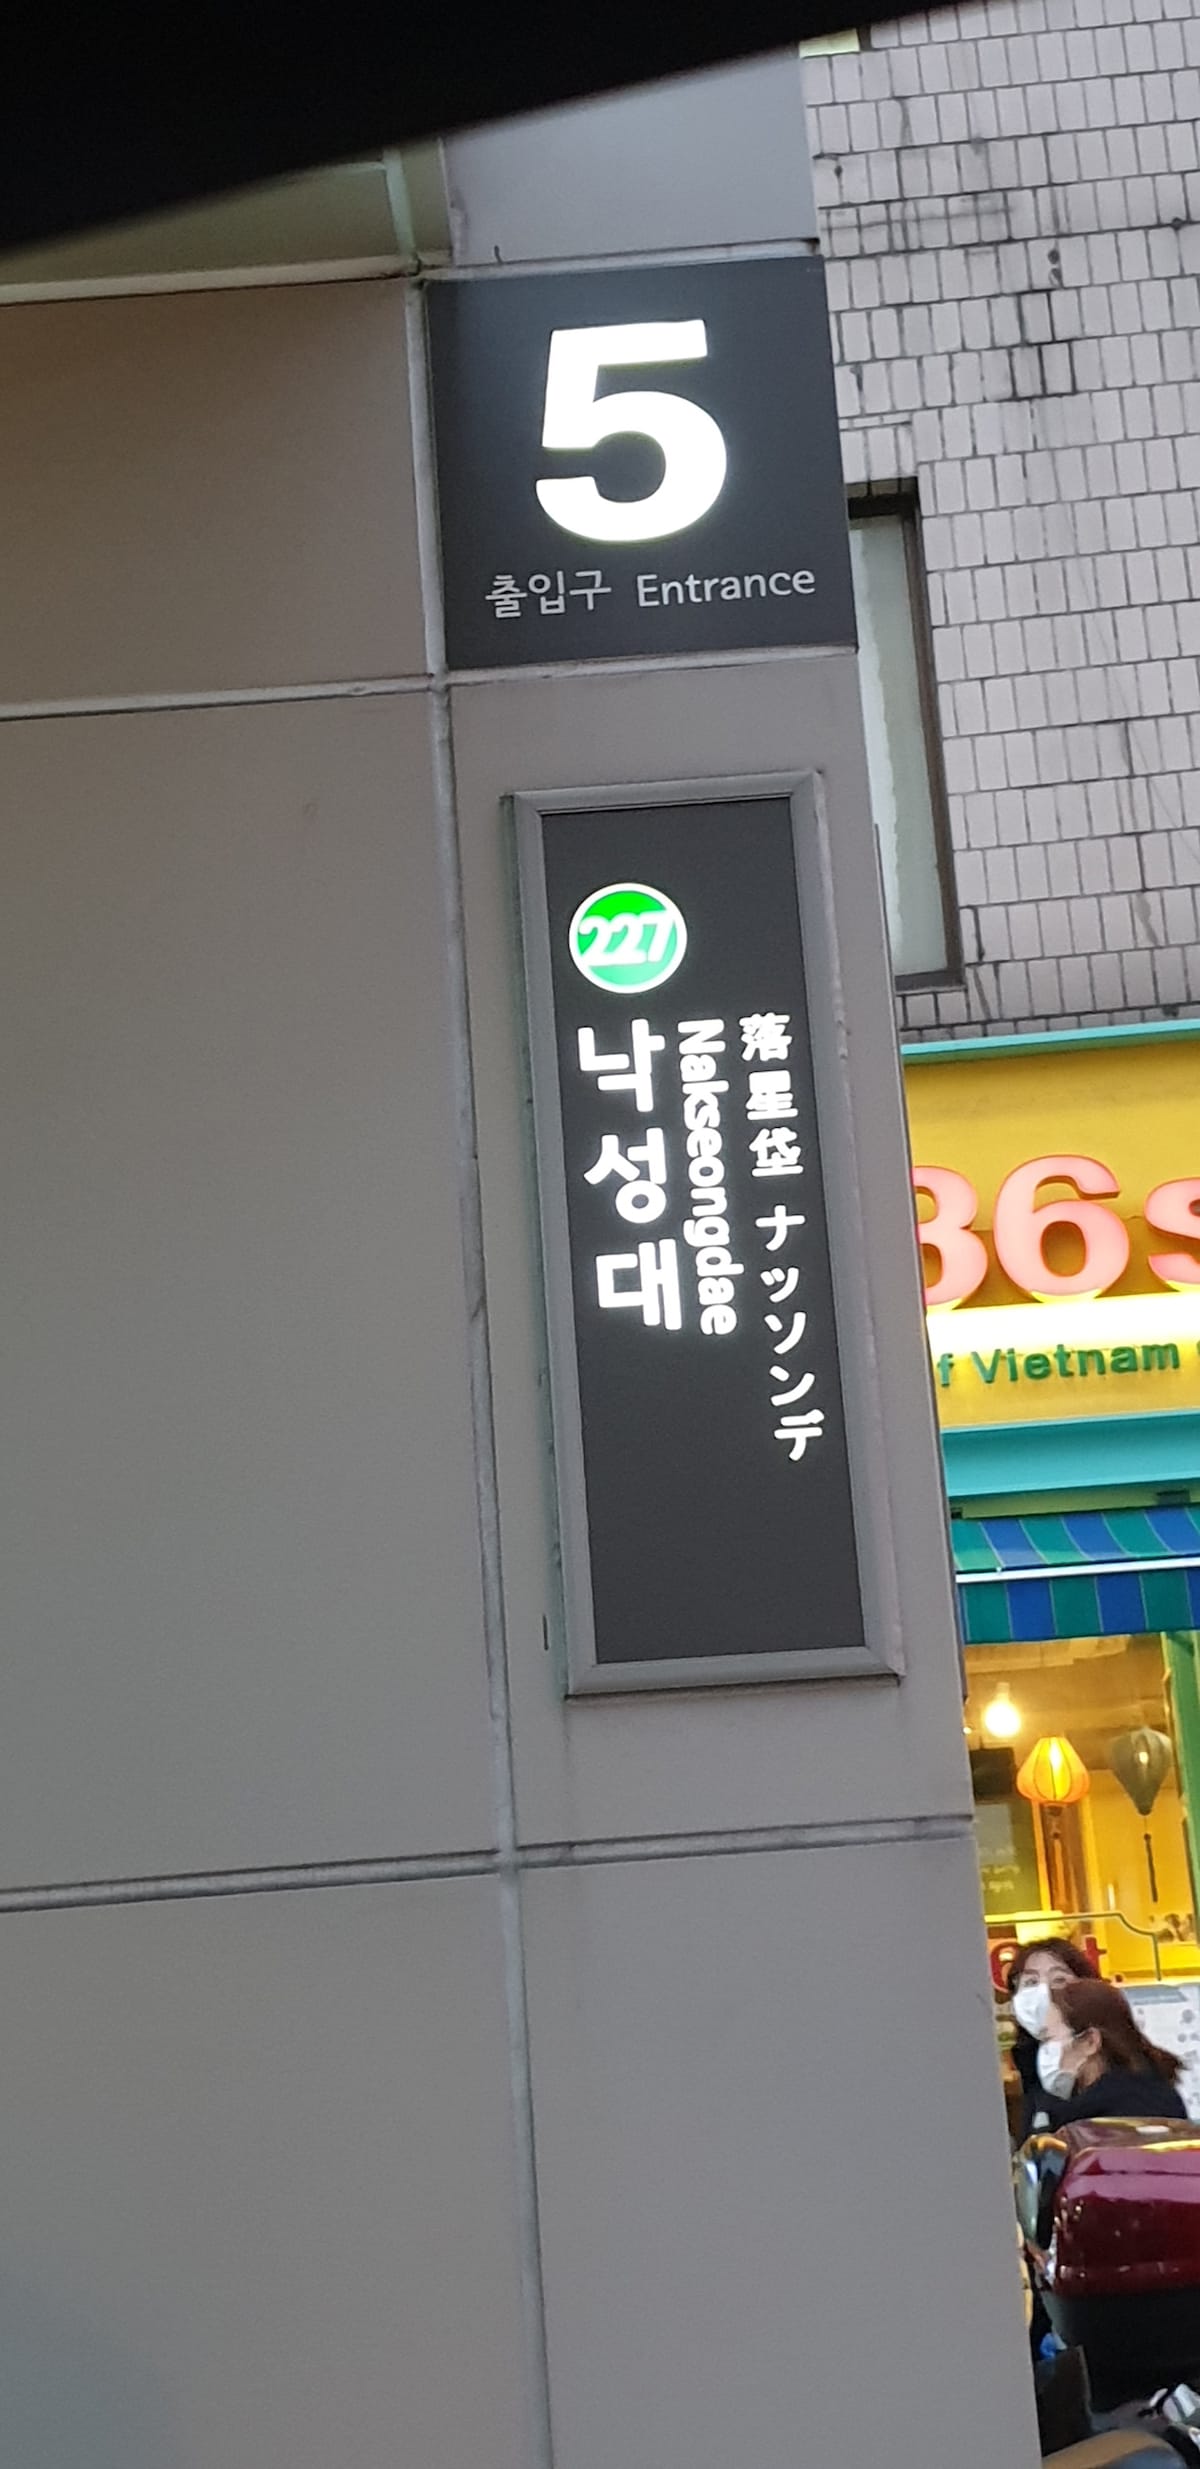 5
출입구 Entrance
227
낙성대
Nakseongdae
落星垈 ナッソンデ
86s
f Vietnam